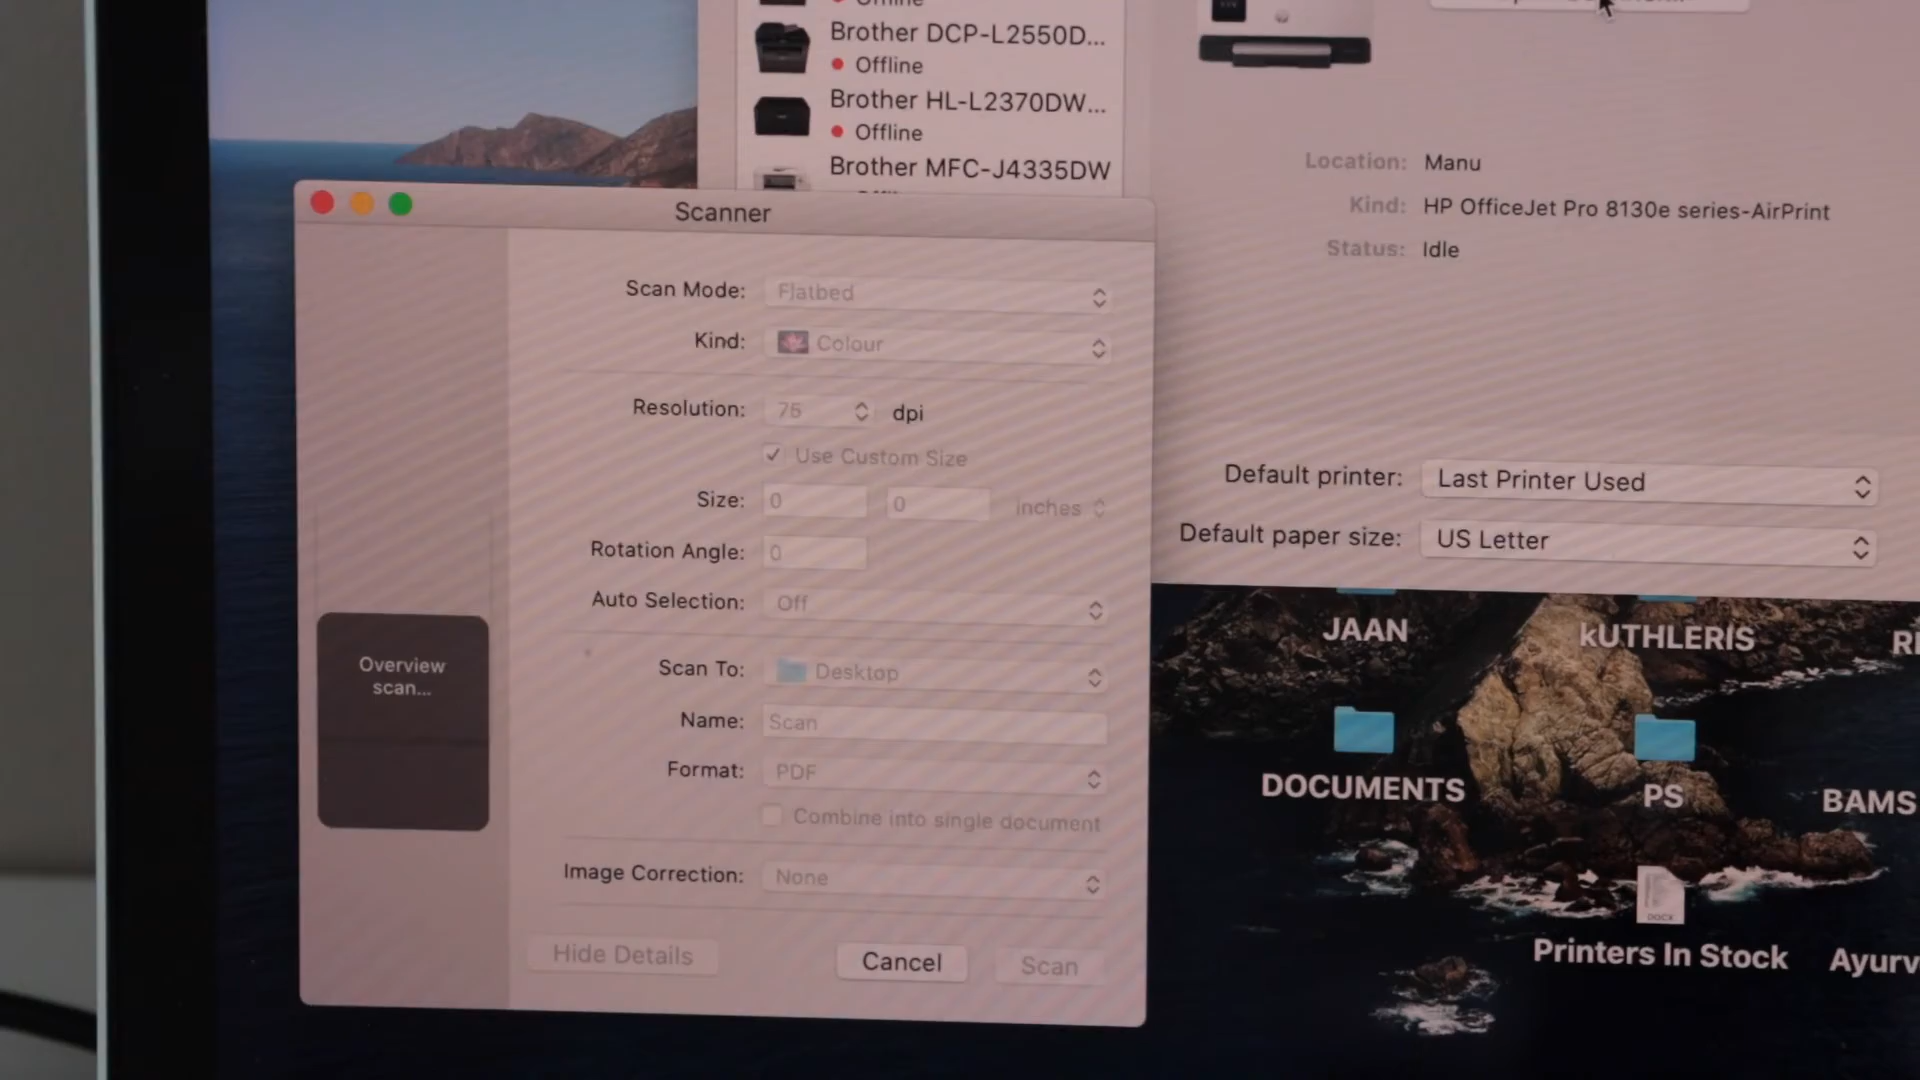 Brother DCP-L2550D...
Offline
Brother HL-L2370DW...
Offline
Brother MFC-J4335DW
Location: Manu
Kind: HP OfficeJet Pro 8130e series-AirPrint
Status: Idle
Default printer: Last Printer Used
Default paper size: US Letter
Scanner
Scan Mode: Flatbed
Kind: Colour
Resolution: 75 dpi
Use Custom Size
Size: 0 0 inches
Rotation Angle: 0
Auto Selection: Off
Scan To: Desktop
Name: Scan
Format: PDF
Combine into single document
Image Correction: None
Hide Details Cancel Scan
Overview
scan...
JAAN
kUTHLERIS
DOCUMENTS
PS
BAMS
DOCX
Printers In Stock
Ayurv